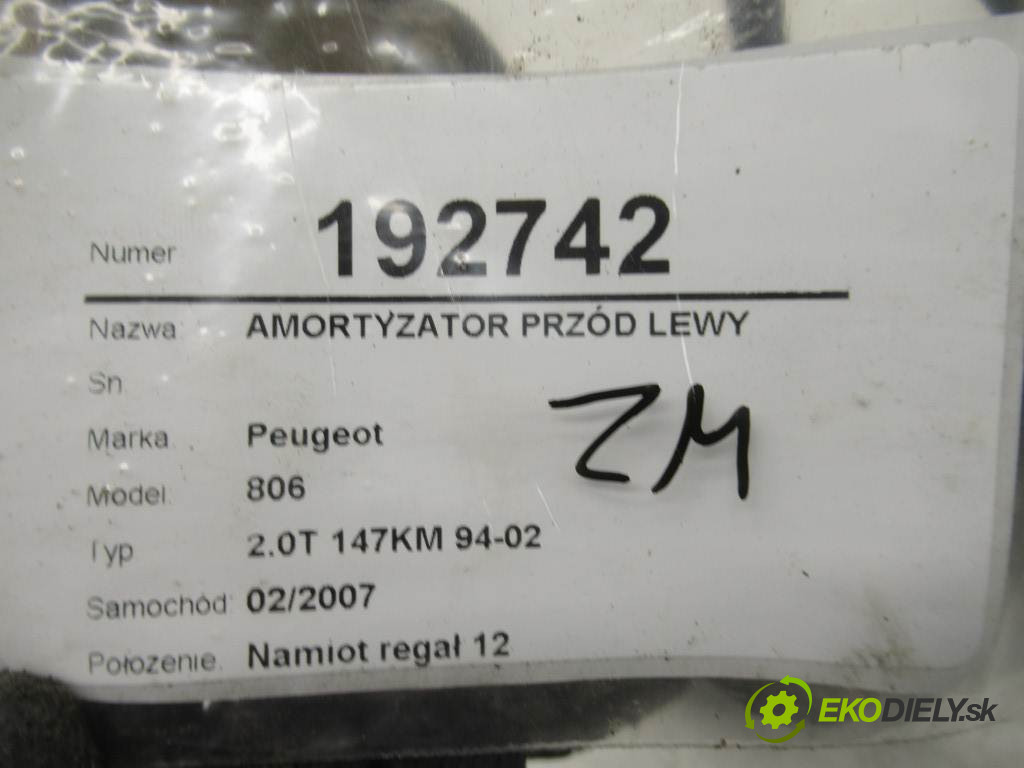 Numer 192742
Nazwa: AMORTYZATOR PRZÓD LEWY
Sn
Marka Peugeot
Model: 806
Typ 2.0T 147KM 94-02
Samochód: 02/2007
Położenie: Namiot regał 12
ZM
EKODIELY.sk